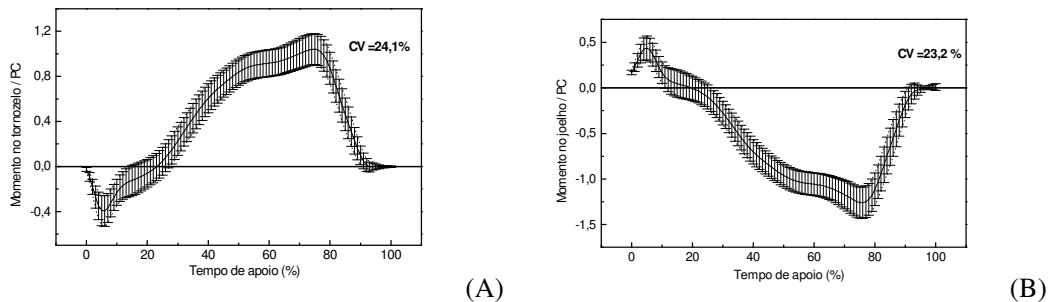 1,2
0,8
0,4
0,0
-0,4
Momento no tornozelo / PC
CV =24,1%
0 20 40 60 80 100
Tempo de apoio (%)
(A)
0,5
0,0
-0,5
-1,0
-1,5
Momento no joelho / PC
CV =23,2 %
0 20 40 60 80 100
Tempo de apoio (%)
(B)